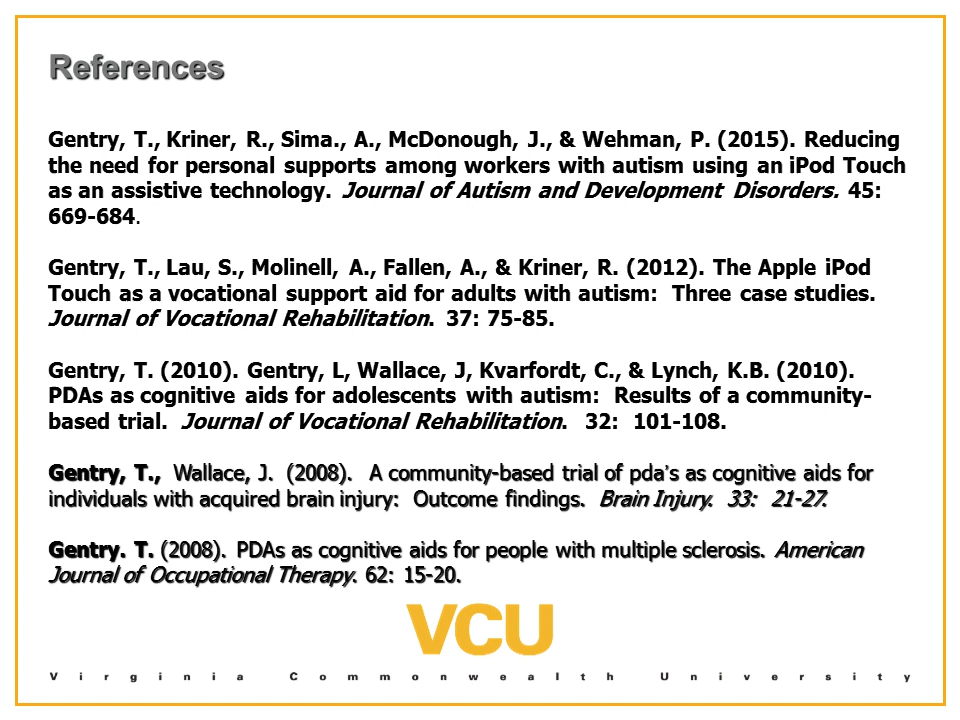 References
Gentry, T., Kriner, R., Sima., A., McDonough, J., & Wehman, P. (2015). Reducing
the need for personal supports among workers with autism using an iPod Touch
as an assistive technology. Journal of Autism and Development Disorders. 45:
669-684.
Gentry, T., Lau, S., Molinell, A., Fallen, A., & Kriner, R. (2012). The Apple iPod
Touch as a vocational support aid for adults with autism: Three case studies.
Journal of Vocational Rehabilitation. 37: 75-85.
Gentry, T. (2010). Gentry, L, Wallace, J, Kvarfordt, C., & Lynch, K.B. (2010).
PDAs as cognitive aids for adolescents with autism: Results of a community-
based trial. Journal of Vocational Rehabilitation. 32: 101-108.
Gentry, T., Wallace, J. (2008). A community-based trial of pda's as cognitive aids for
individuals with acquired brain injury: Outcome findings. Brain Injury. 33: 21-27.
Gentry. T. (2008). PDAs as cognitive aids for people with multiple sclerosis. American
Journal of Occupational Therapy. 62: 15-20.
VCU
Virginia Commonwealth University